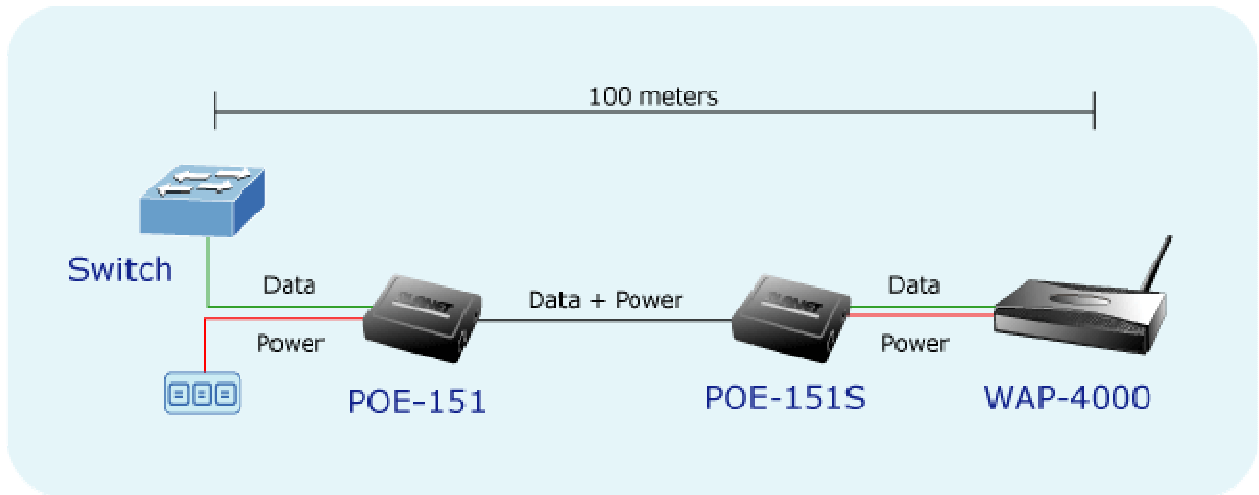 100 meters
Switch
Data
Power
POE-151
Data + Power
POE-151S
Data
Power
WAP-4000